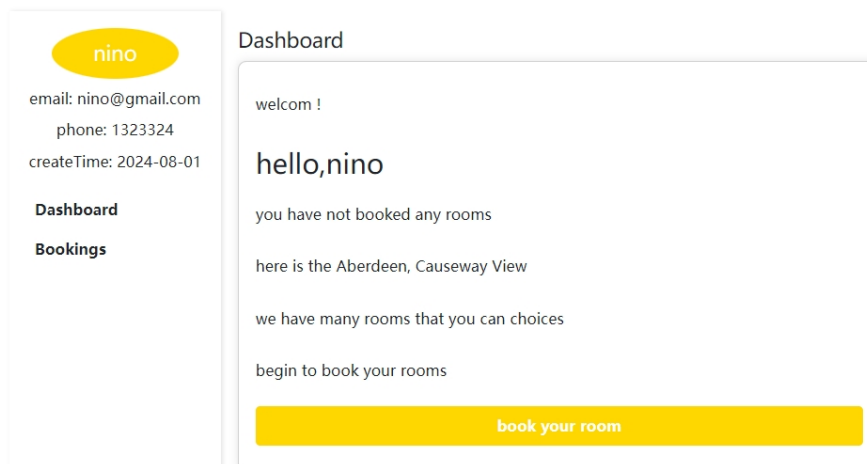 nino
email: nino@gmail.com
phone: 1323324
createTime: 2024-08-01
Dashboard
Bookings
Dashboard
welcom !
hello,nino
you have not booked any rooms
here is the Aberdeen, Causeway View
we have many rooms that you can choices
begin to book your rooms
book your room